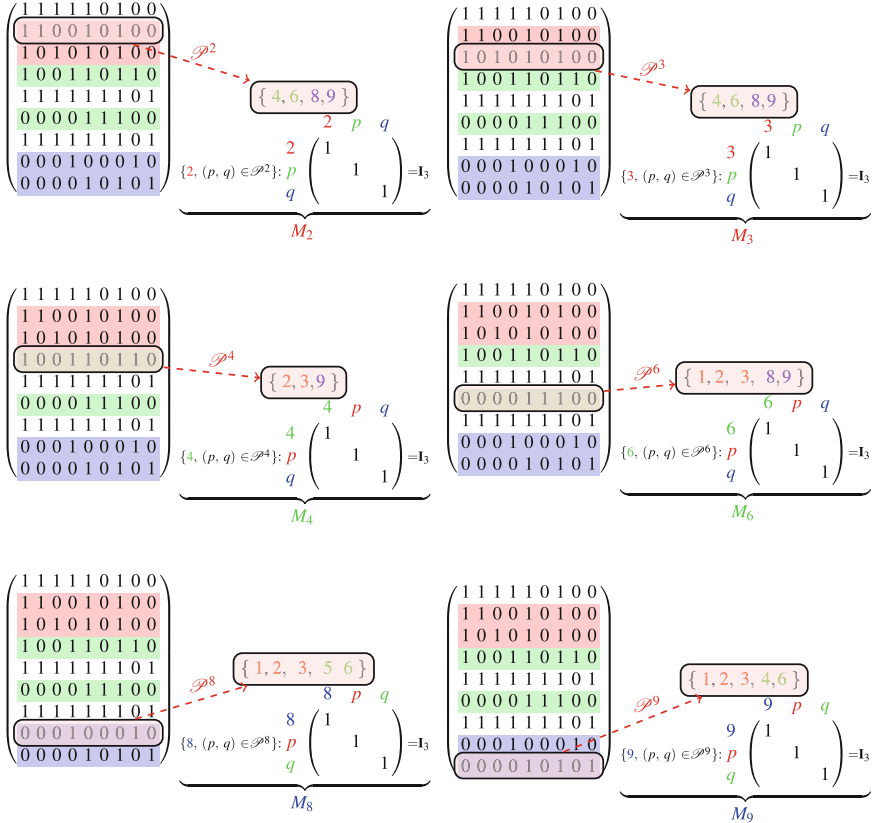 1 1 1 1 1 0 1 0 0
1 1 0 0 1 0 1 0 0
1 0 1 0 1 0 1 0 0
1 0 0 1 1 0 1 1 0
1 1 1 1 1 1 1 0 1
0 0 0 0 1 1 1 0 0
1 1 1 1 1 1 1 0 1
0 0 0 1 0 0 0 1 0
0 0 0 0 1 0 1 0 1
𝒫²
{ 4, 6, 8,9 }
2 p q
2 1
{2, (p, q) ∈𝒫²}: p 1 =I₃
q 1
M₂
1 1 1 1 1 0 1 0 0
1 1 0 0 1 0 1 0 0
1 0 1 0 1 0 1 0 0
1 0 0 1 1 0 1 1 0
1 1 1 1 1 1 1 0 1
0 0 0 0 1 1 1 0 0
1 1 1 1 1 1 1 0 1
0 0 0 1 0 0 0 1 0
0 0 0 0 1 0 1 0 1
𝒫³
{ 4, 6, 8,9 }
3 p q
3 1
{3, (p, q) ∈𝒫³}: p 1 =I₃
q 1
M₃
1 1 1 1 1 0 1 0 0
1 1 0 0 1 0 1 0 0
1 0 1 0 1 0 1 0 0
1 0 0 1 1 0 1 1 0
1 1 1 1 1 1 1 0 1
0 0 0 0 1 1 1 0 0
1 1 1 1 1 1 1 0 1
0 0 0 1 0 0 0 1 0
0 0 0 0 1 0 1 0 1
𝒫⁴
{ 2, 3,9 }
4 p q
4 1
{4, (p, q) ∈𝒫⁴}: p 1 =I₃
q 1
M₄
1 1 1 1 1 0 1 0 0
1 1 0 0 1 0 1 0 0
1 0 1 0 1 0 1 0 0
1 0 0 1 1 0 1 1 0
1 1 1 1 1 1 1 0 1
0 0 0 0 1 1 1 0 0
1 1 1 1 1 1 1 0 1
0 0 0 1 0 0 0 1 0
0 0 0 0 1 0 1 0 1
𝒫⁶
{ 1, 2, 3, 8,9 }
6 p q
6 1
{6, (p, q) ∈𝒫⁶}: p 1 =I₃
q 1
M₆
1 1 1 1 1 0 1 0 0
1 1 0 0 1 0 1 0 0
1 0 1 0 1 0 1 0 0
1 0 0 1 1 0 1 1 0
1 1 1 1 1 1 1 0 1
0 0 0 0 1 1 1 0 0
1 1 1 1 1 1 1 0 1
0 0 0 1 0 0 0 1 0
0 0 0 0 1 0 1 0 1
𝒫⁸
{ 1, 2, 3, 5 6 }
8 p q
8 1
{8, (p, q) ∈𝒫⁸}: p 1 =I₃
q 1
M₈
1 1 1 1 1 0 1 0 0
1 1 0 0 1 0 1 0 0
1 0 1 0 1 0 1 0 0
1 0 0 1 1 0 1 1 0
1 1 1 1 1 1 1 0 1
0 0 0 0 1 1 1 0 0
1 1 1 1 1 1 1 0 1
0 0 0 1 0 0 0 1 0
0 0 0 0 1 0 1 0 1
𝒫⁹
{ 1, 2, 3, 4,6 }
9 p q
9 1
{9, (p, q) ∈𝒫⁹}: p 1 =I₃
q 1
M₉